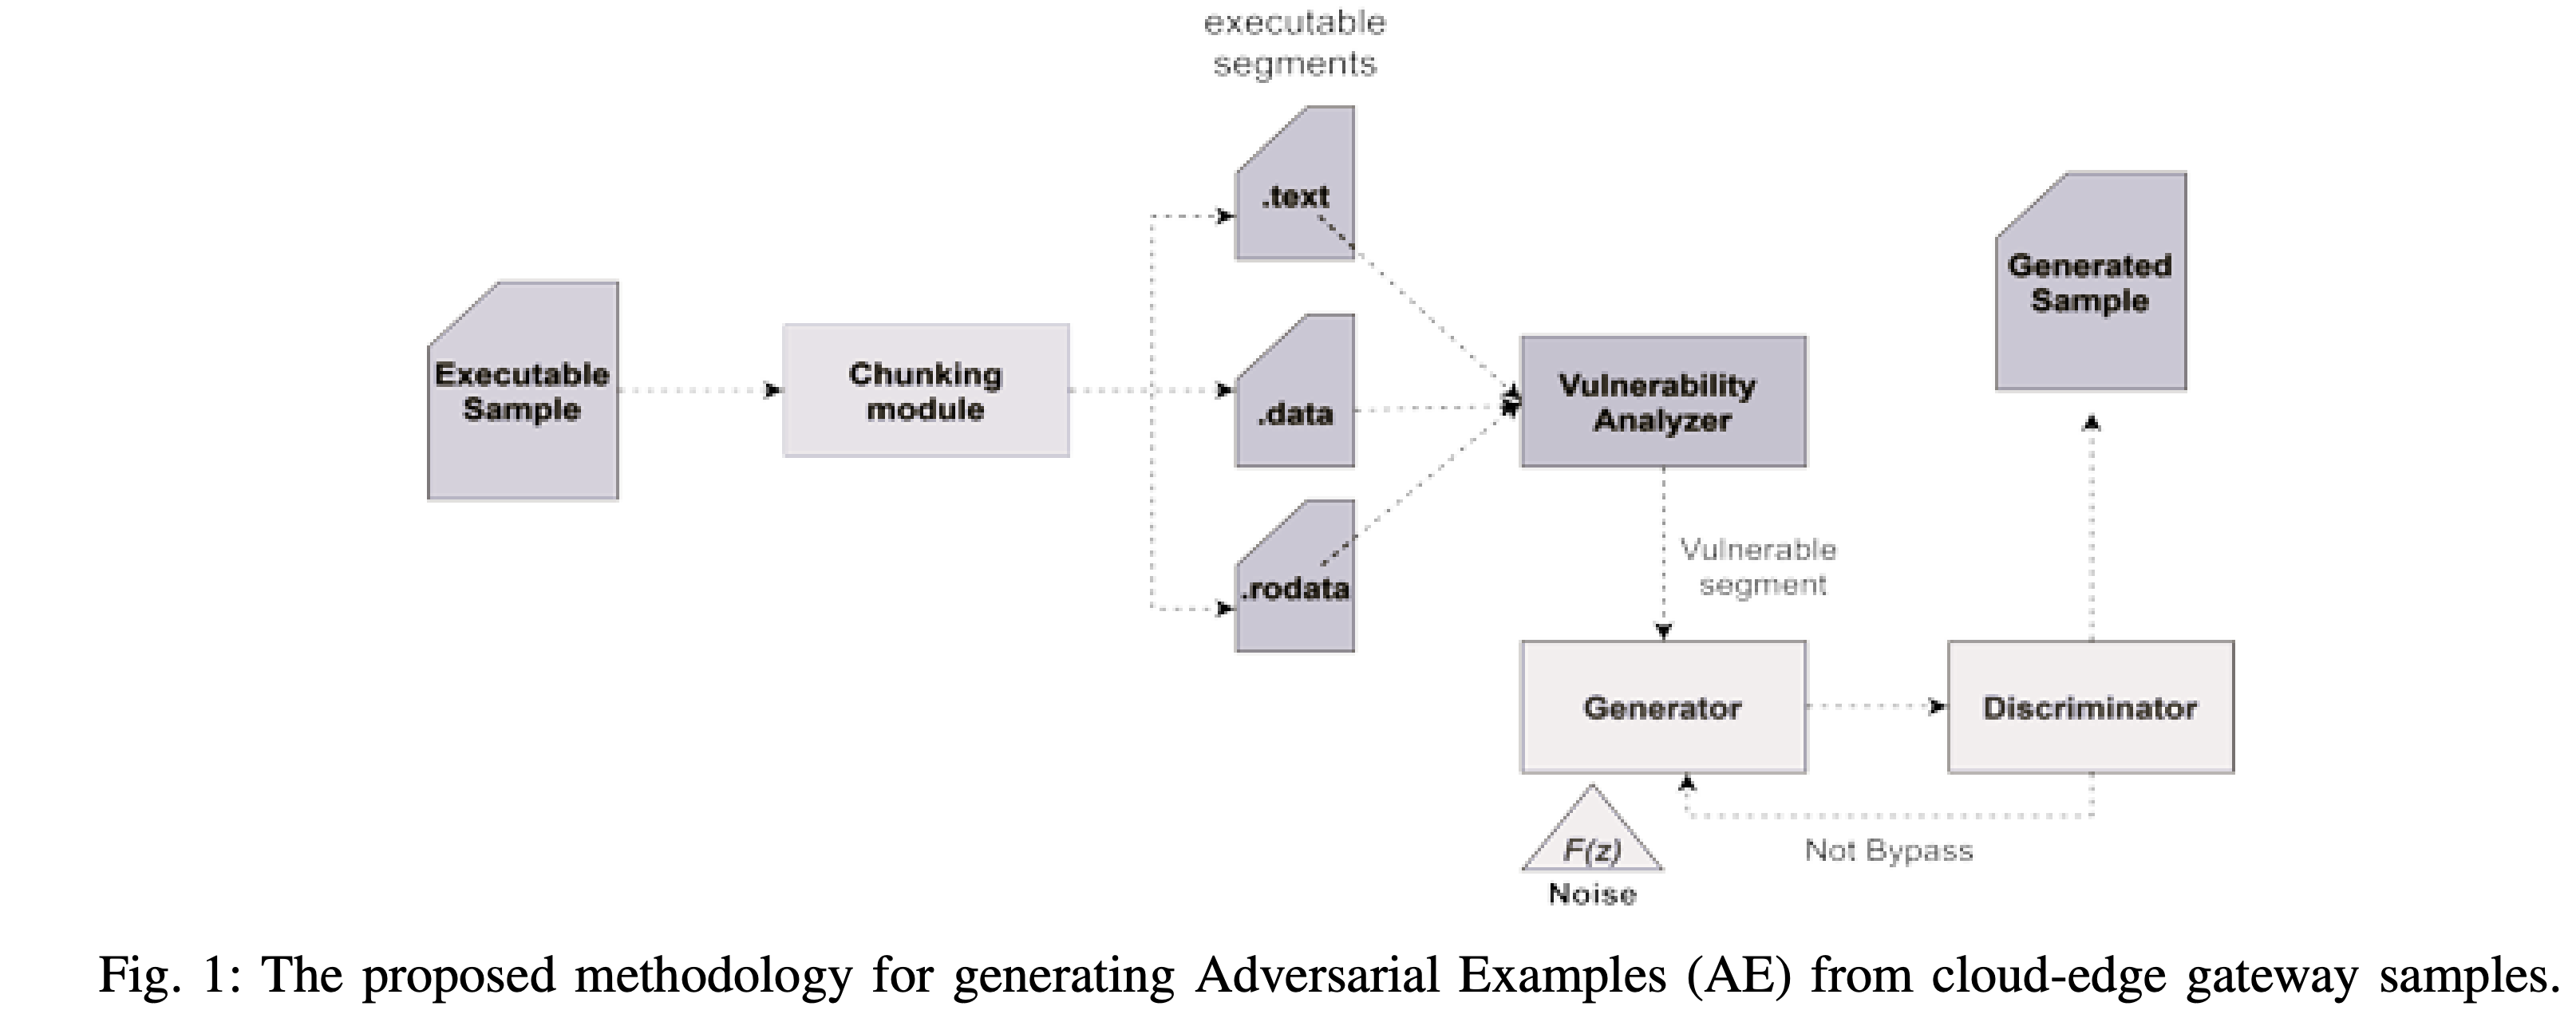 executable
segments
.text
Executable
Sample
Chunking
module
.data
.rodata
Vulnerability
Analyzer
Vulnerable
segment
Generated
Sample
Generator
Discriminator
F(z)
Noise
Not Bypass
Fig. 1: The proposed methodology for generating Adversarial Examples (AE) from cloud-edge gateway samples.